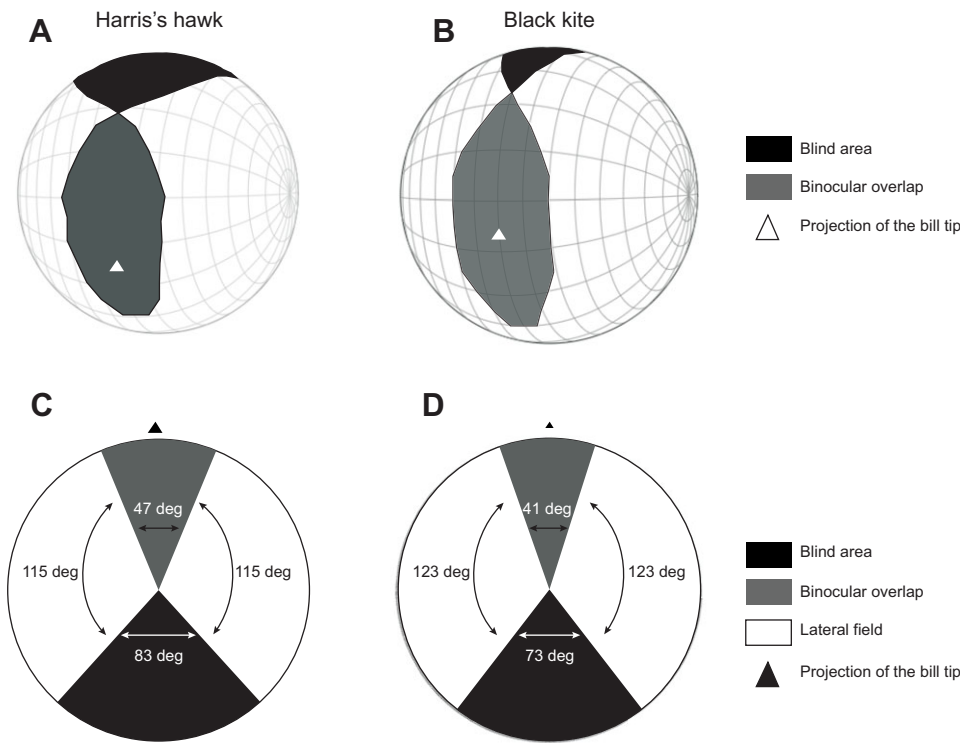 A
Harris's hawk
B
Black kite
Blind area
Binocular overlap
Projection of the bill tip
C
D
47 deg
41 deg
115 deg
115 deg
123 deg
123 deg
83 deg
73 deg
Blind area
Binocular overlap
Lateral field
Projection of the bill tip